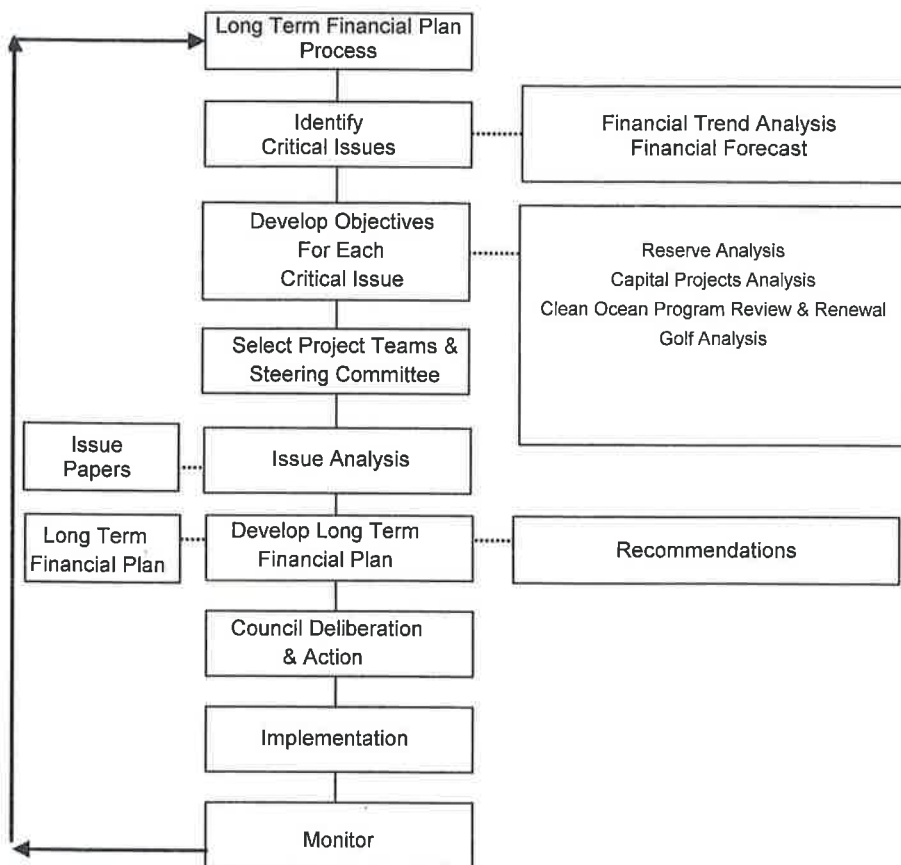 Long Term Financial Plan
Process
Identify
Critical Issues
Financial Trend Analysis
Financial Forecast
Develop Objectives
For Each
Critical Issue
Reserve Analysis
Capital Projects Analysis
Clean Ocean Program Review & Renewal
Golf Analysis
Select Project Teams &
Steering Committee
Issue
Papers
Issue Analysis
Long Term
Financial Plan
Develop Long Term
Financial Plan
Recommendations
Council Deliberation
& Action
Implementation
Monitor